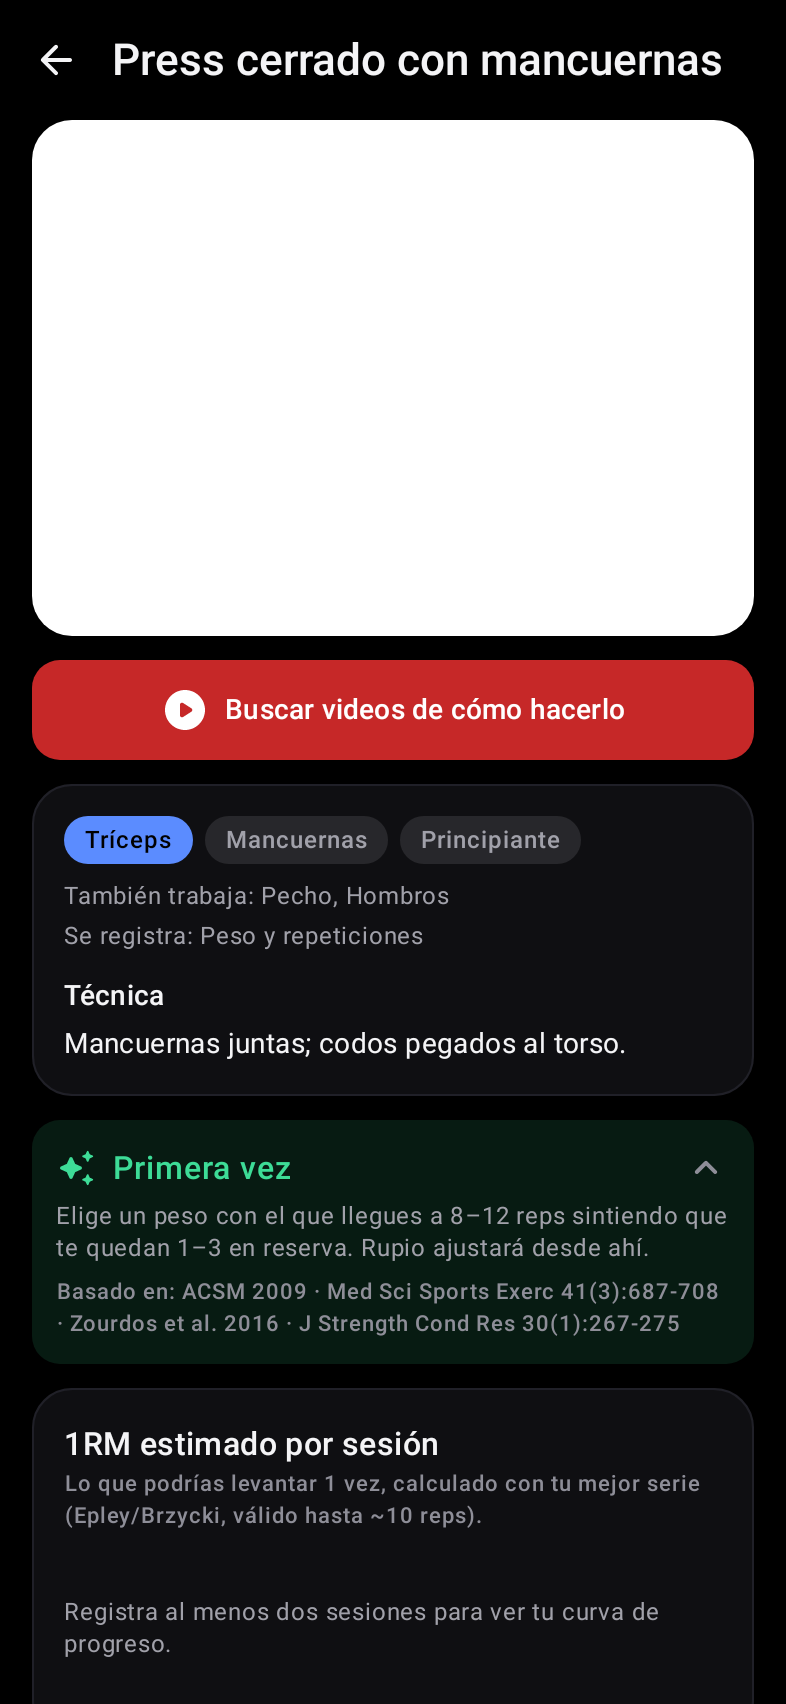 Press cerrado con mancuernas
Buscar videos de cómo hacerlo
Tríceps
Mancuernas
Principiante
También trabaja: Pecho, Hombros
Se registra: Peso y repeticiones
Técnica
Mancuernas juntas; codos pegados al torso.
Primera vez
Elige un peso con el que llegues a 8–12 reps sintiendo que
te quedan 1–3 en reserva. Rupio ajustará desde ahí.
Basado en: ACSM 2009 · Med Sci Sports Exerc 41(3):687-708
· Zourdos et al. 2016 · J Strength Cond Res 30(1):267-275
1RM estimado por sesión
Lo que podrías levantar 1 vez, calculado con tu mejor serie
(Epley/Brzycki, válido hasta ~10 reps).
Registra al menos dos sesiones para ver tu curva de
progreso.